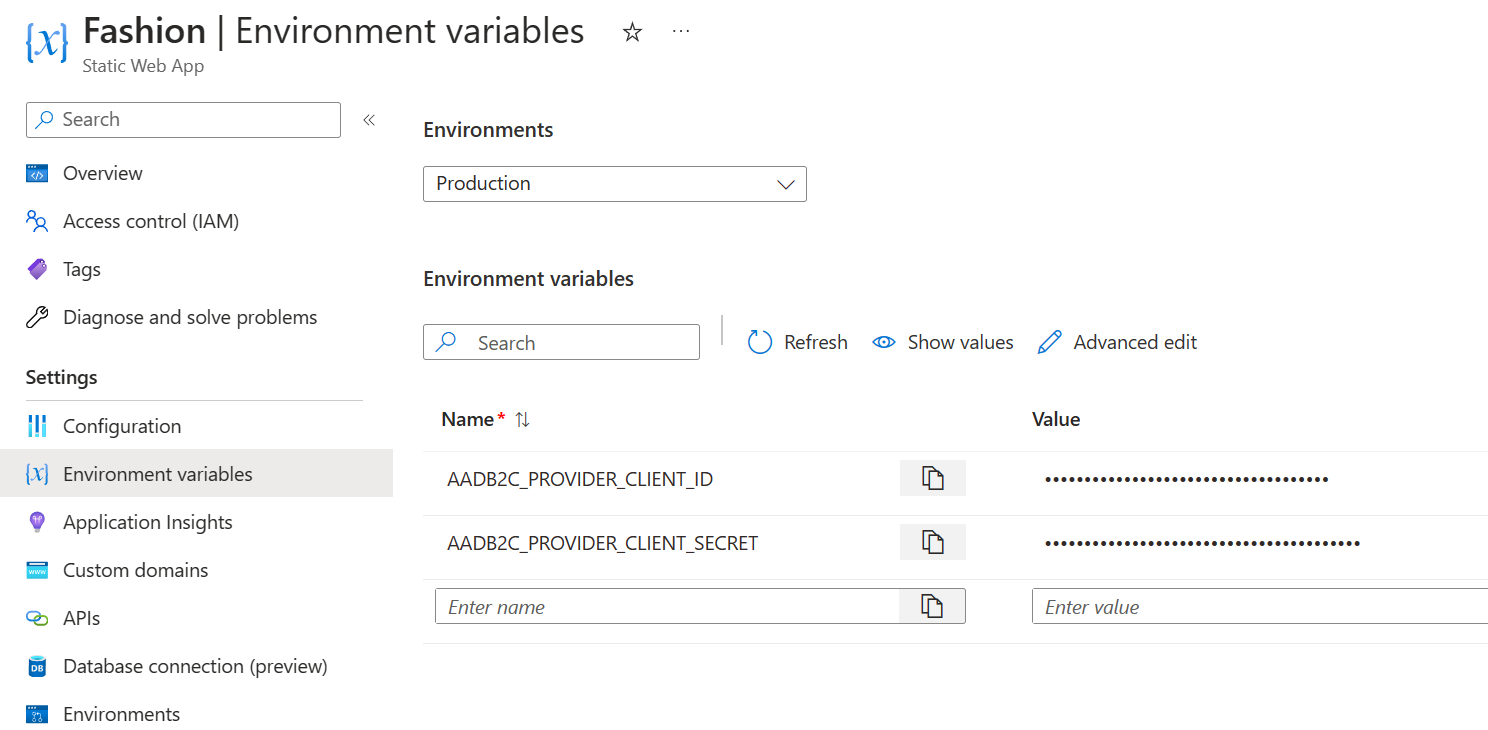 Fashion | Environment variables
Static Web App
Search
Overview
Access control (IAM)
Tags
Diagnose and solve problems
Settings
Configuration
Environment variables
Application Insights
Custom domains
APIs
Database connection (preview)
Environments
Environments
Production
Environment variables
Search
Refresh
Show values
Advanced edit
Name*
Value
AADB2C_PROVIDER_CLIENT_ID
AADB2C_PROVIDER_CLIENT_SECRET
Enter name
Enter value